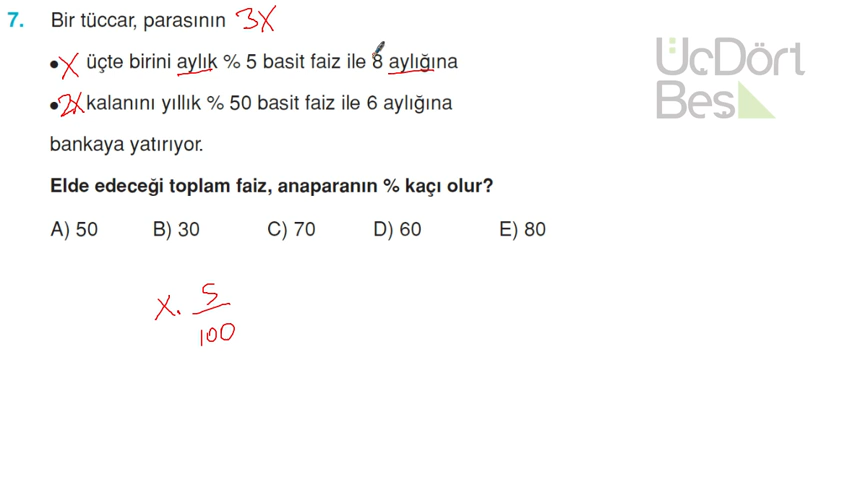 7. Bir tüccar, parasının 3X
• X üçte birini aylık % 5 basit faiz ile 8 aylığına
• 2X kalanını yıllık % 50 basit faiz ile 6 aylığına
bankaya yatırıyor.
Elde edeceği toplam faiz, anaparanın % kaçı olur?
A) 50 B) 30 C) 70 D) 60 E) 80
X. 5/100
ÜçDört
Beş